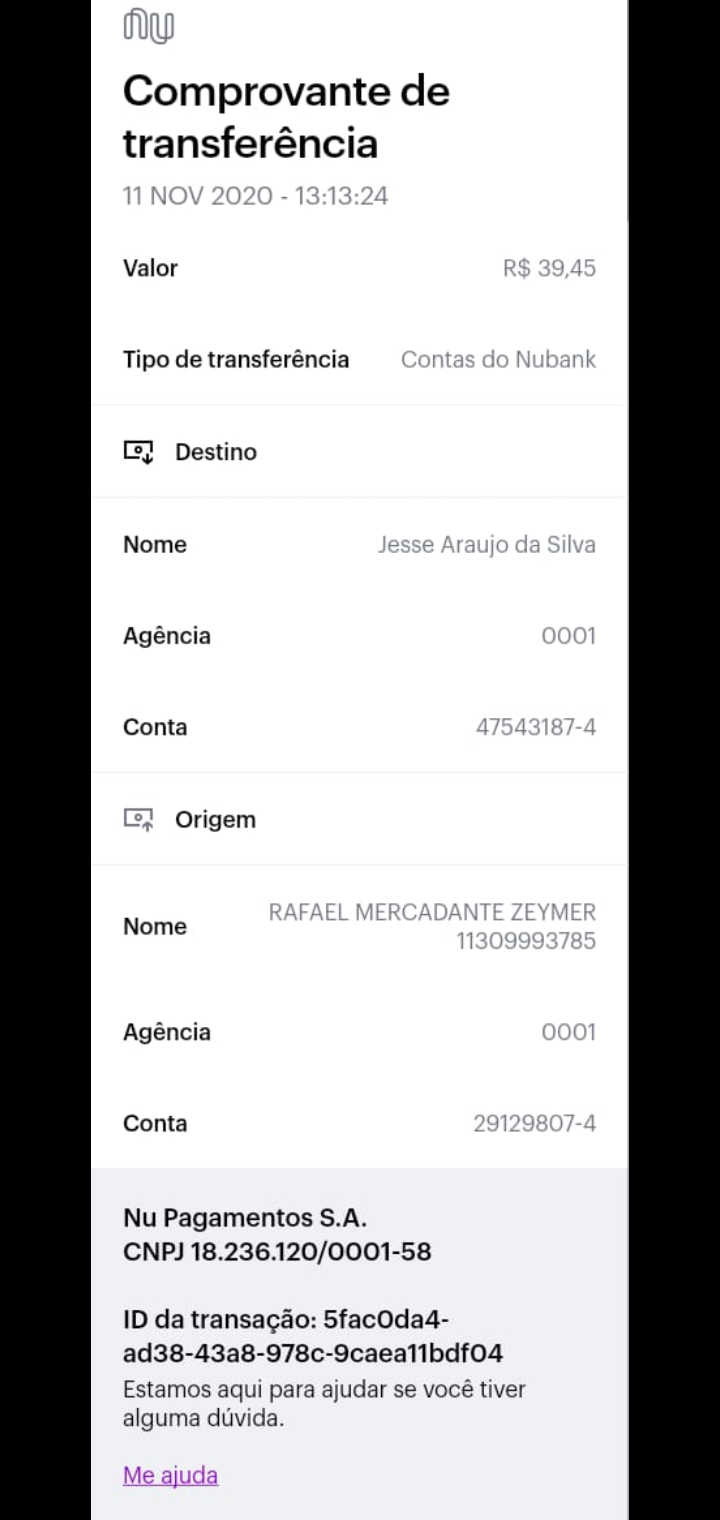 nu
Comprovante de
transferência
11 NOV 2020 - 13:13:24
Valor R$ 39,45
Tipo de transferência Contas do Nubank
Destino
Nome Jesse Araujo da Silva
Agência 0001
Conta 47543187-4
Origem
Nome RAFAEL MERCADANTE ZEYMER
11309993785
Agência 0001
Conta 29129807-4
Nu Pagamentos S.A.
CNPJ 18.236.120/0001-58
ID da transação: 5fac0da4-
ad38-43a8-978c-9caea11bdf04
Estamos aqui para ajudar se você tiver
alguma dúvida.
Me ajuda